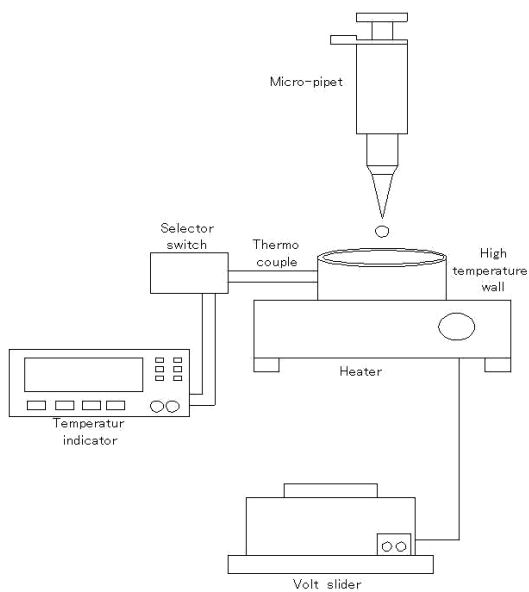 Micro-pipet
Selector
switch
Thermo
couple
High
temperature
wall
Heater
Temperatur
indicator
Volt slider